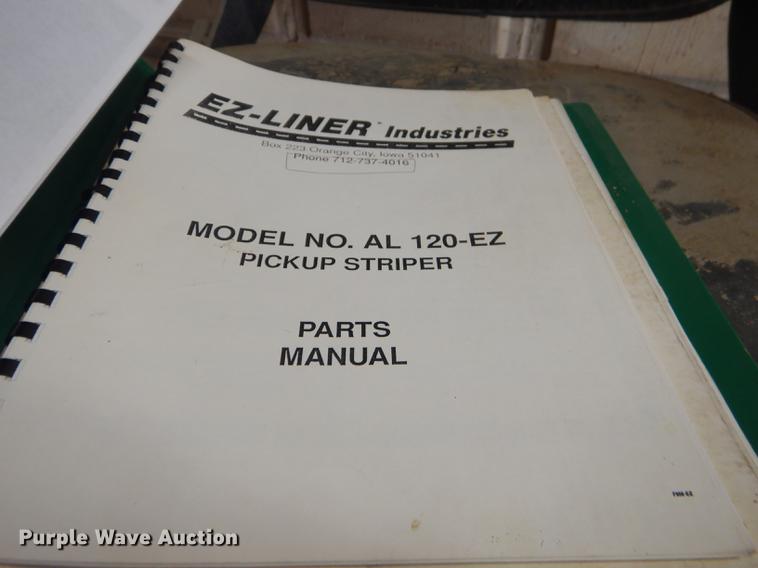 EZ-LINER Industries
Box 223 Orange City, Iowa 51041
Phone 712-737-4016
MODEL NO. AL 120-EZ
PICKUP STRIPER
PARTS
MANUAL
Purple Wave Auction